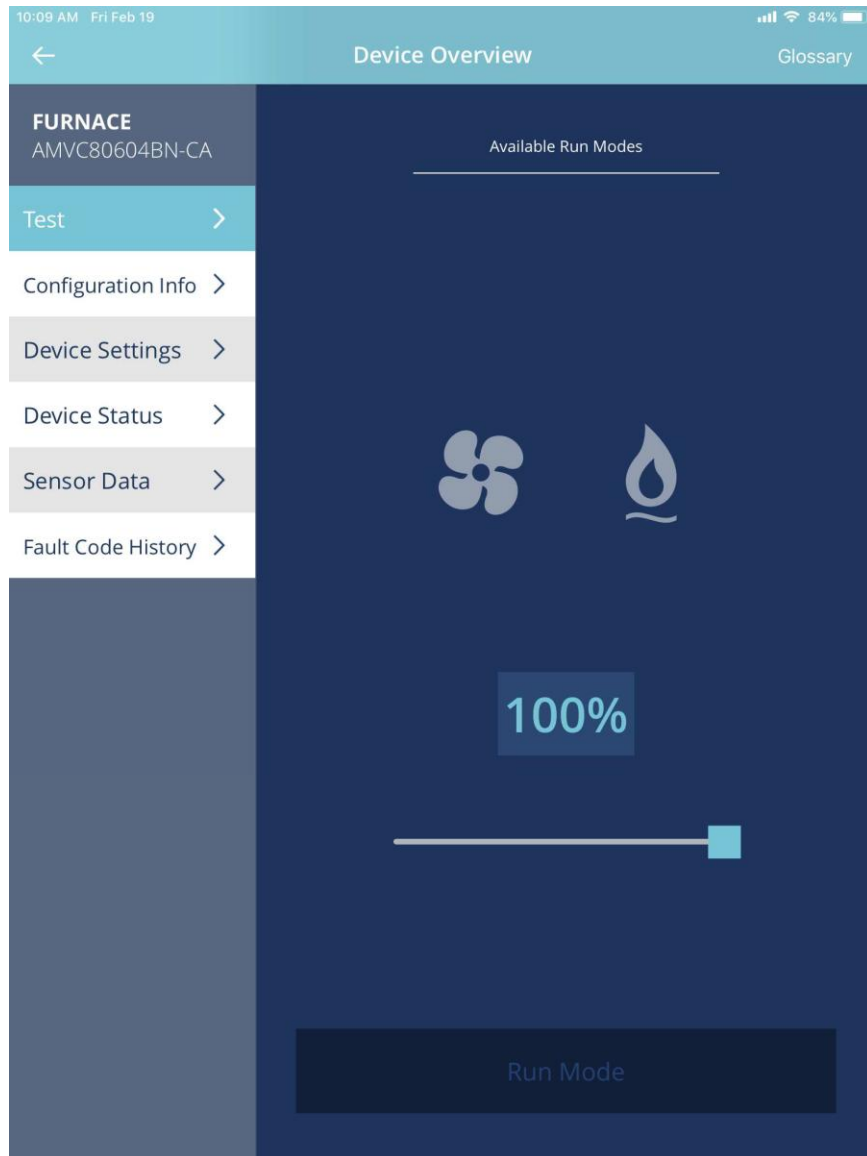 10:09 AM Fri Feb 19
84%
Device Overview
Glossary
FURNACE
AMVC80604BN-CA
Test
Configuration Info
Device Settings
Device Status
Sensor Data
Fault Code History
Available Run Modes
100%
Run Mode